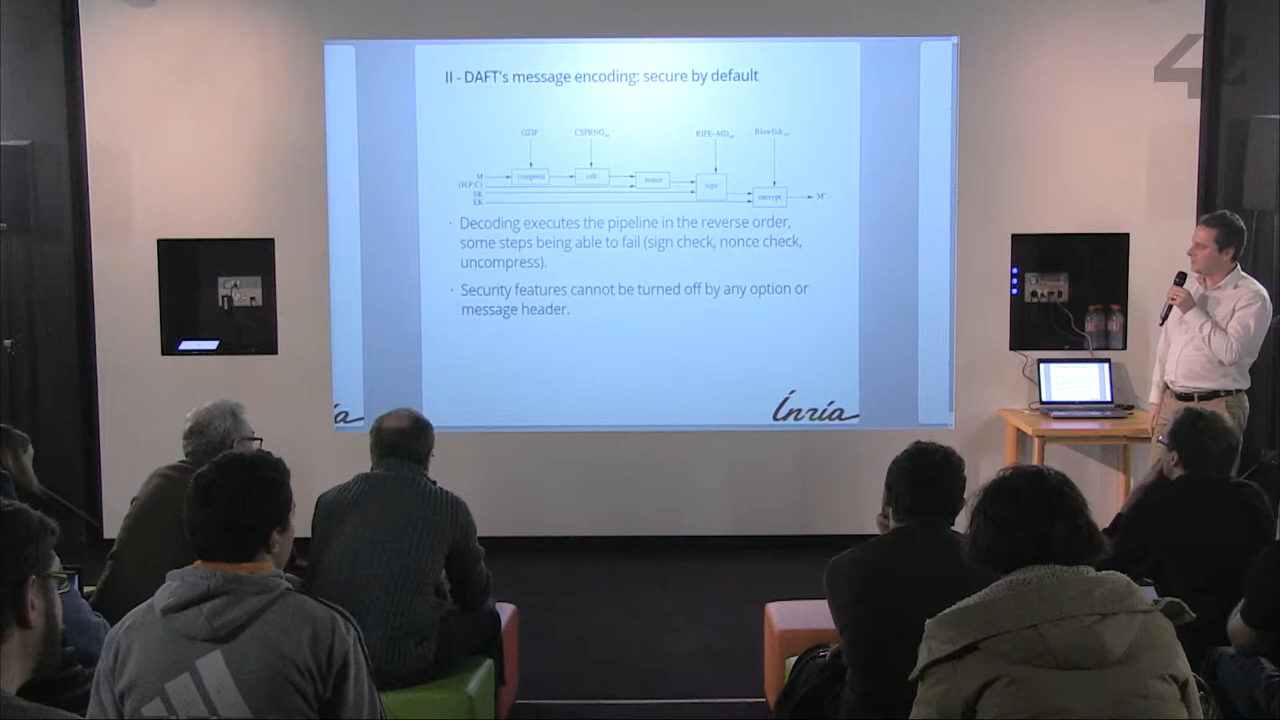 42
II - DAFT's message encoding: secure by default
GZIP
CSPRNG
RIPE-MD
Blowfish
M
compress
salt
nonce
sign
(H,P,C)
SK
EK
encrypt
M'
· Decoding executes the pipeline in the reverse order,
some steps being able to fail (sign check, nonce check,
uncompress).
· Security features cannot be turned off by any option or
message header.
ia
Inria